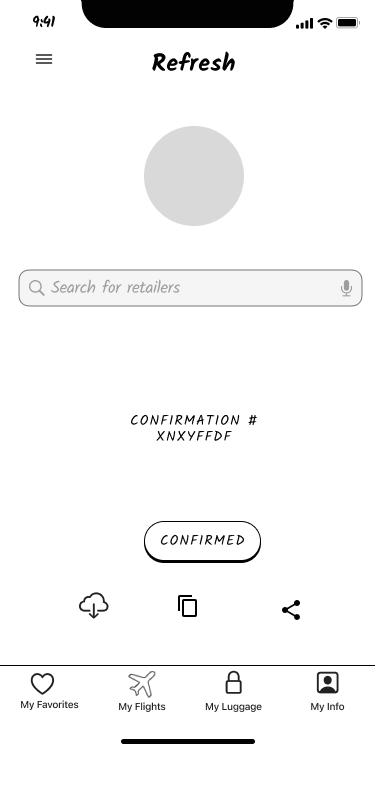 9:41
Refresh
Search for retailers
CONFIRMATION #
XNXYFFDF
CONFIRMED
My Favorites
My Flights
My Luggage
My Info